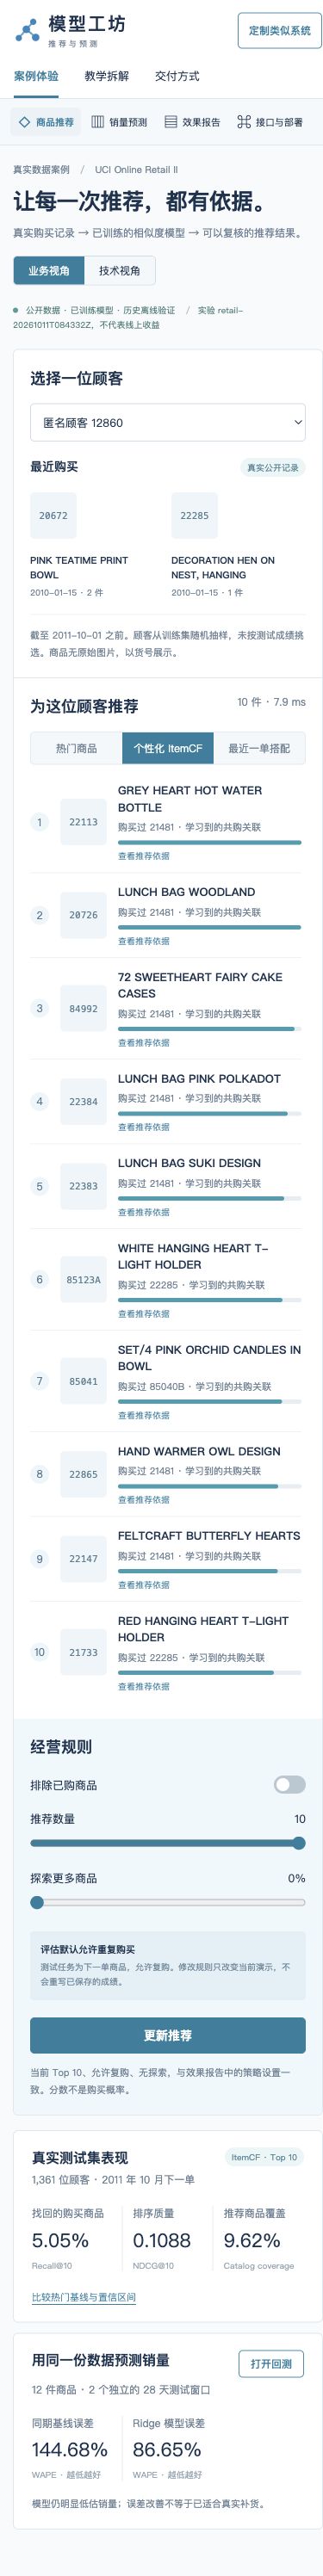 模型工坊
推荐与预测
定制类似系统
案例体验 教学拆解 交付方式
商品推荐 销量预测 效果报告 接口与部署
真实数据案例 / UCI Online Retail II
让每一次推荐，都有依据。
真实购买记录 → 已训练的相似度模型 → 可以复核的推荐结果。
业务视角 技术视角
公开数据 · 已训练模型 · 历史离线验证 / 实验 retail-
20261011T084332Z，不代表线上收益
选择一位顾客
匿名顾客 12860
最近购买 真实公开记录
20672 22285
PINK TEATIME PRINT BOWL
2010-01-15 · 2 件
DECORATION HEN ON NEST, HANGING
2010-01-15 · 1 件
截至 2011-10-01 之前。顾客从训练集随机抽样，未按测试成绩挑
选。商品无原始图片，以货号展示。
为这位顾客推荐 10 件 · 7.9 ms
热门商品 个性化 ItemCF 最近一单搭配
1 22113
GREY HEART HOT WATER
BOTTLE
购买过 21481 · 学习到的共购关联
查看推荐依据
2 20726
LUNCH BAG WOODLAND
购买过 21481 · 学习到的共购关联
查看推荐依据
3 84992
72 SWEETHEART FAIRY CAKE
CASES
购买过 21481 · 学习到的共购关联
查看推荐依据
4 22384
LUNCH BAG PINK POLKADOT
购买过 21481 · 学习到的共购关联
查看推荐依据
5 22383
LUNCH BAG SUKI DESIGN
购买过 21481 · 学习到的共购关联
查看推荐依据
6 85123A
WHITE HANGING HEART T-
LIGHT HOLDER
购买过 22285 · 学习到的共购关联
查看推荐依据
7 85041
SET/4 PINK ORCHID CANDLES IN
BOWL
购买过 85040B · 学习到的共购关联
查看推荐依据
8 22865
HAND WARMER OWL DESIGN
购买过 21481 · 学习到的共购关联
查看推荐依据
9 22147
FELTCRAFT BUTTERFLY HEARTS
购买过 21481 · 学习到的共购关联
查看推荐依据
10 21733
RED HANGING HEART T-LIGHT
HOLDER
购买过 22285 · 学习到的共购关联
查看推荐依据
经营规则
排除已购商品
推荐数量 10
探索更多商品 0%
评估默认允许重复购买
测试任务为下一单商品，允许复购。修改规则只改变当前演示，不
会重写已保存的成绩。
更新推荐
当前 Top 10、允许复购、无探索，与效果报告中的策略设置一
致。分数不是购买概率。
真实测试集表现 ItemCF · Top 10
1,361 位顾客 · 2011 年 10 月下一单
找回的购买商品 排序质量 推荐商品覆盖
5.05% 0.1088 9.62%
Recall@10 NDCG@10 Catalog coverage
比较热门基线与置信区间
用同一份数据预测销量 打开回测
12 件商品 · 2 个独立的 28 天测试窗口
同期基线误差 Ridge 模型误差
144.68% 86.65%
WAPE · 越低越好 WAPE · 越低越好
模型仍明显低估销量；误差改善不等于已适合真实补货。